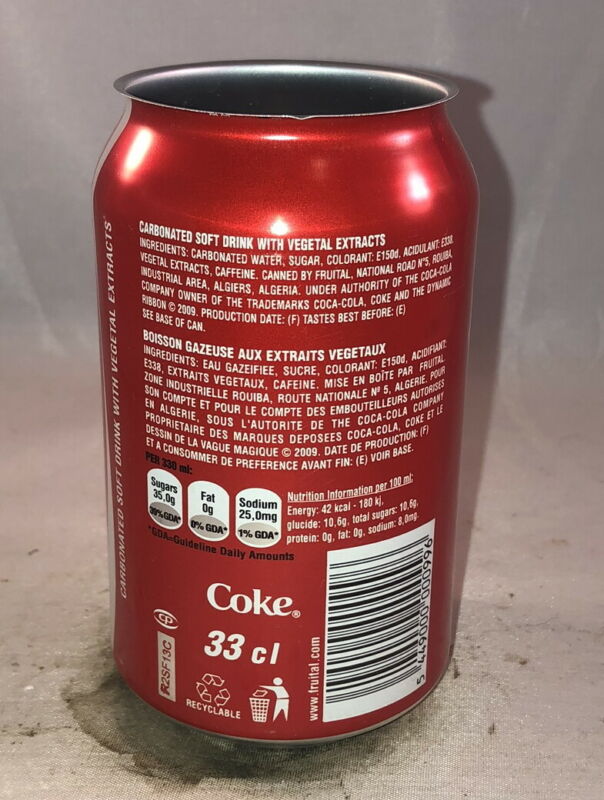 CARBONATED SOFT DRINK WITH VEGETAL EXTRACTS
CARBONATED SOFT DRINK WITH VEGETAL EXTRACTS
INGREDIENTS: CARBONATED WATER, SUGAR, COLORANT: E150d, ACIDULANT: E338,
VEGETAL EXTRACTS, CAFFEINE. CANNED BY FRUITAL, NATIONAL ROAD N°5, ROUIBA,
INDUSTRIAL AREA, ALGIERS, ALGERIA. UNDER AUTHORITY OF THE COCA-COLA
COMPANY OWNER OF THE TRADEMARKS COCA-COLA, COKE AND THE DYNAMIC
RIBBON © 2009. PRODUCTION DATE: (F) TASTES BEST BEFORE: (E)
SEE BASE OF CAN.
BOISSON GAZEUSE AUX EXTRAITS VEGETAUX
INGREDIENTS: EAU GAZEIFIEE, SUCRE, COLORANT: E150d, ACIDIFIANT:
E338, EXTRAITS VEGETAUX, CAFEINE. MISE EN BOÎTE PAR FRUITAL.
ZONE INDUSTRIELLE ROUIBA, ROUTE NATIONALE Nº 5, ALGERIE. POUR
SON COMPTE ET POUR LE COMPTE DES EMBOUTEILLEURS AUTORISES
EN ALGERIE, SOUS L'AUTORITE DE THE COCA-COLA COMPANY
PROPRIETAIRE DES MARQUES DEPOSEES COCA-COLA, COKE ET LE
DESSIN DE LA VAGUE MAGIQUE © 2009. DATE DE PRODUCTION: (F)
ET A CONSOMMER DE PREFERENCE AVANT FIN: (E) VOIR BASE.
PER 330 ml:
Sugars
35.0g
39%GDA*
Fat
0g
0% GDA*
Sodium
25,0mg
1% GDA*
*GDA=Guideline Daily Amounts
Nutrition Information per 100 ml:
Energy: 42 kcal - 180 kj,
glucide: 10,6g, total sugars: 10,6g,
protein: 0g, fat: 0g, sodium: 8,0mg.
Coke®
33 cl
R2SF13C
RECYCLABLE
www.fruital.com
5 449000 000996